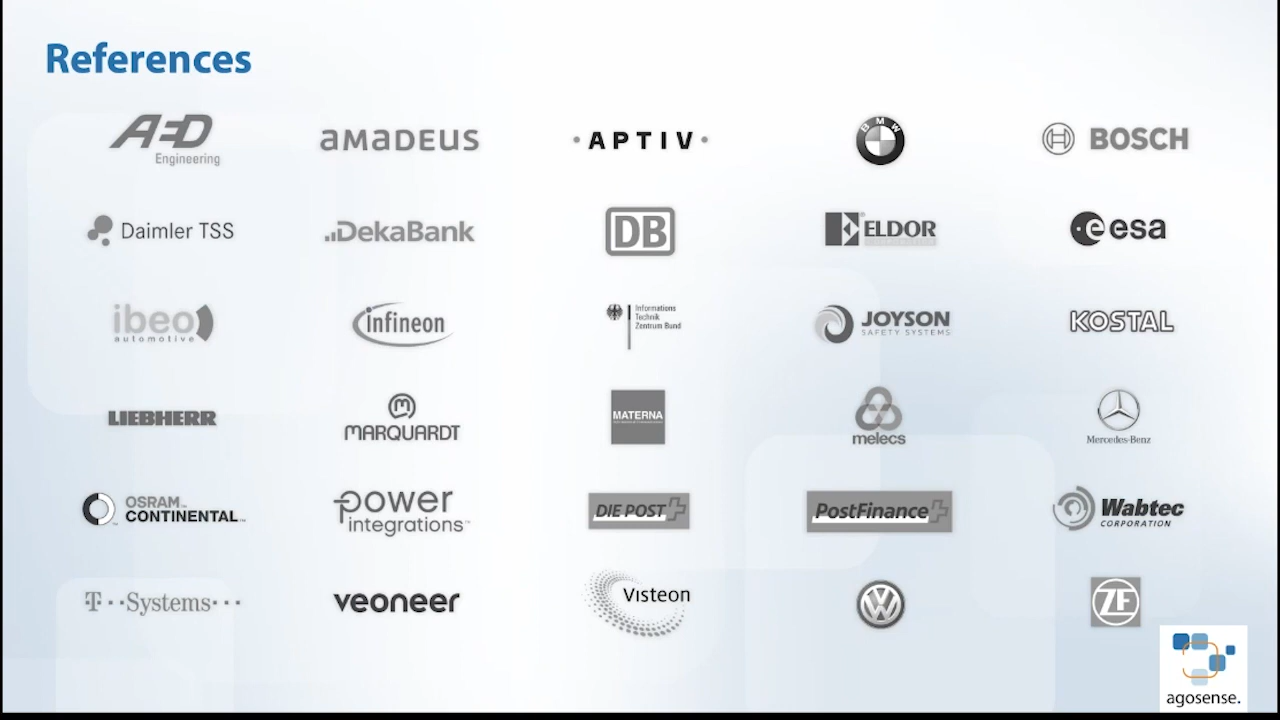 References
AED
Engineering
amadeus
· APTIV ·
BMW
BOSCH
Daimler TSS
DekaBank
DB
ELDOR
esa
ibeo
automotive
infineon
Informations
Technik
Zentrum Bund
JOYSON
SAFETY SYSTEMS
KOSTAL
LIEBHERR
MARQUARDT
MATERNA
melecs
Mercedes-Benz
OSRAM
CONTINENTAL
power
integrations
DIE POST
PostFinance
Wabtec
CORPORATION
T··Systems···
veoneer
Visteon
VW
ZF
agosense.